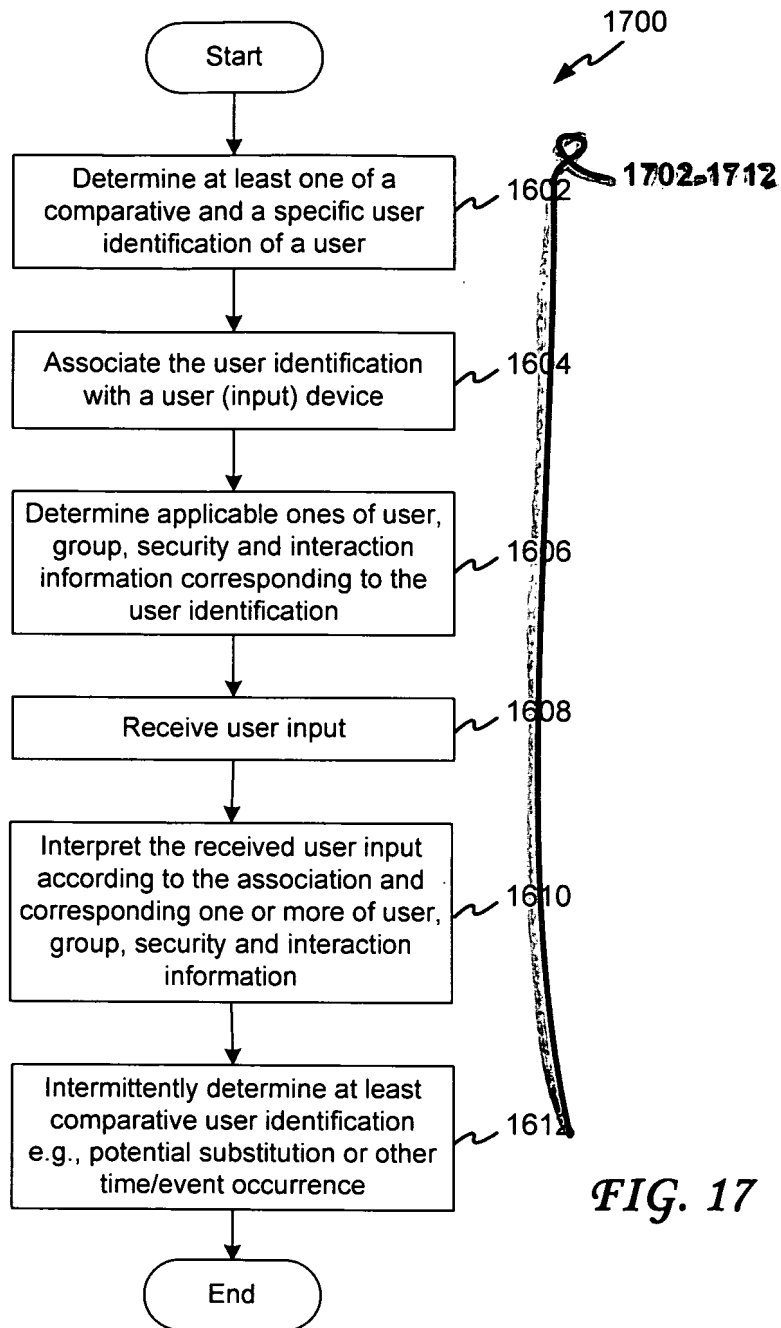 1700
Start
1702-1712
Determine at least one of a
comparative and a specific user
identification of a user
1602
Associate the user identification
with a user (input) device
1604
Determine applicable ones of user,
group, security and interaction
information corresponding to the
user identification
1606
Receive user input
1608
Interpret the received user input
according to the association and
corresponding one or more of user,
group, security and interaction
information
1610
Intermittently determine at least
comparative user identification
e.g., potential substitution or other
time/event occurrence
1612
FIG. 17
End